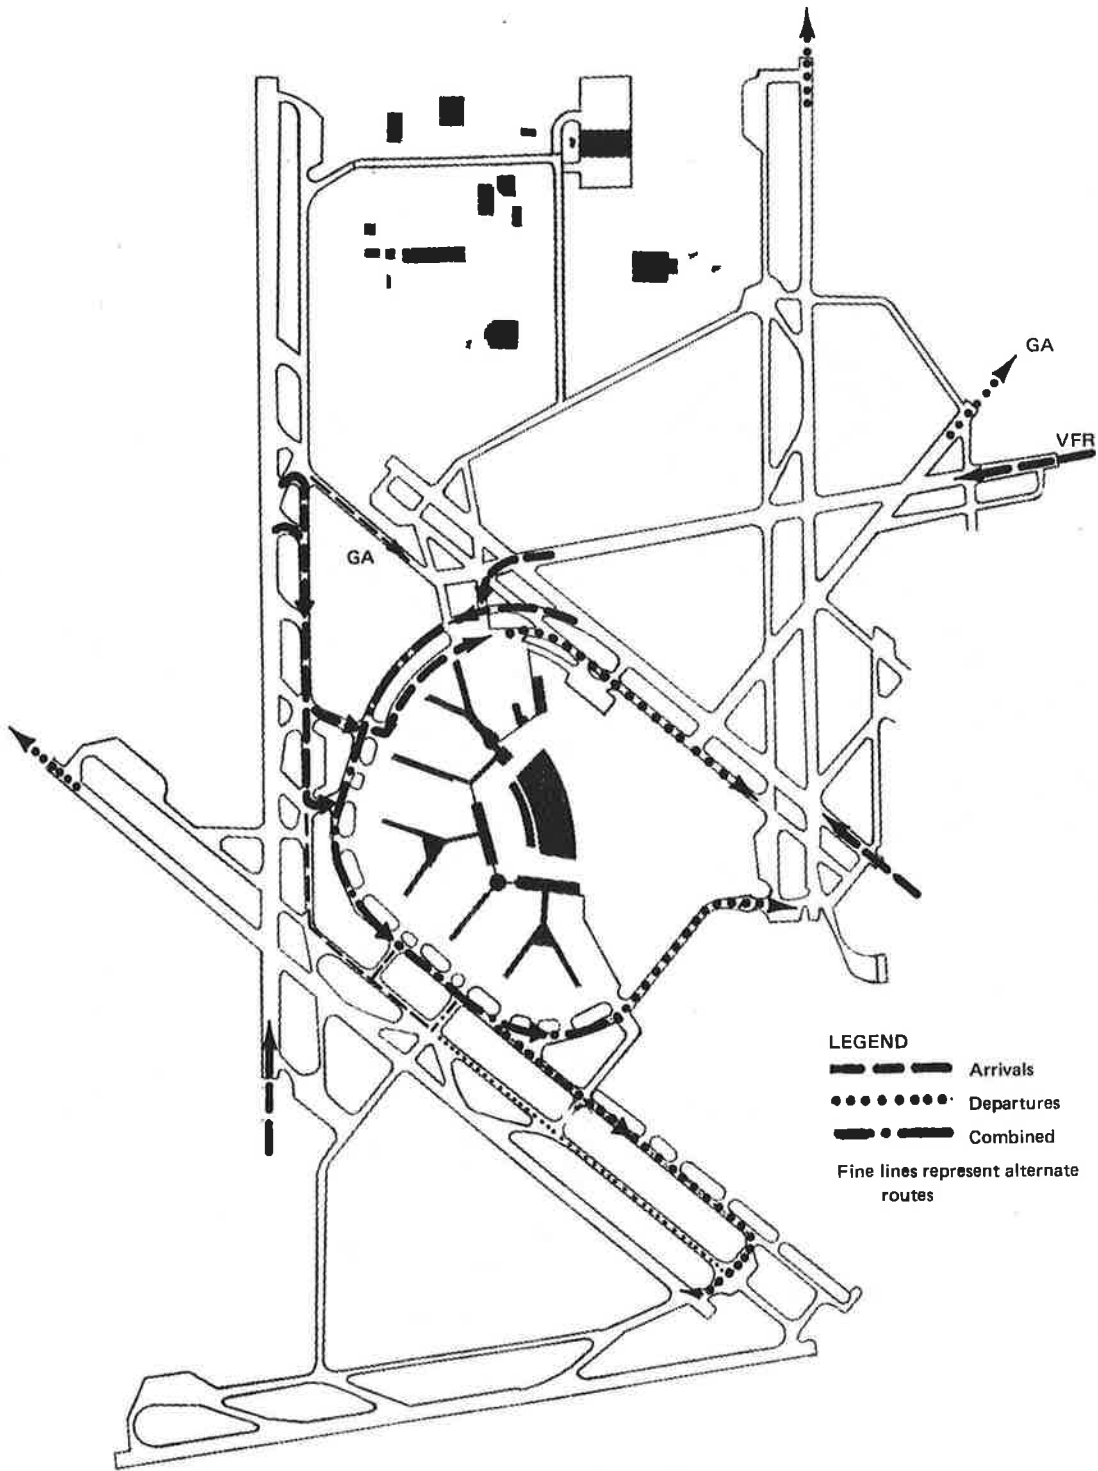 GA
VFR
GA
LEGEND
Arrivals
Departures
Combined
Fine lines represent alternate
routes